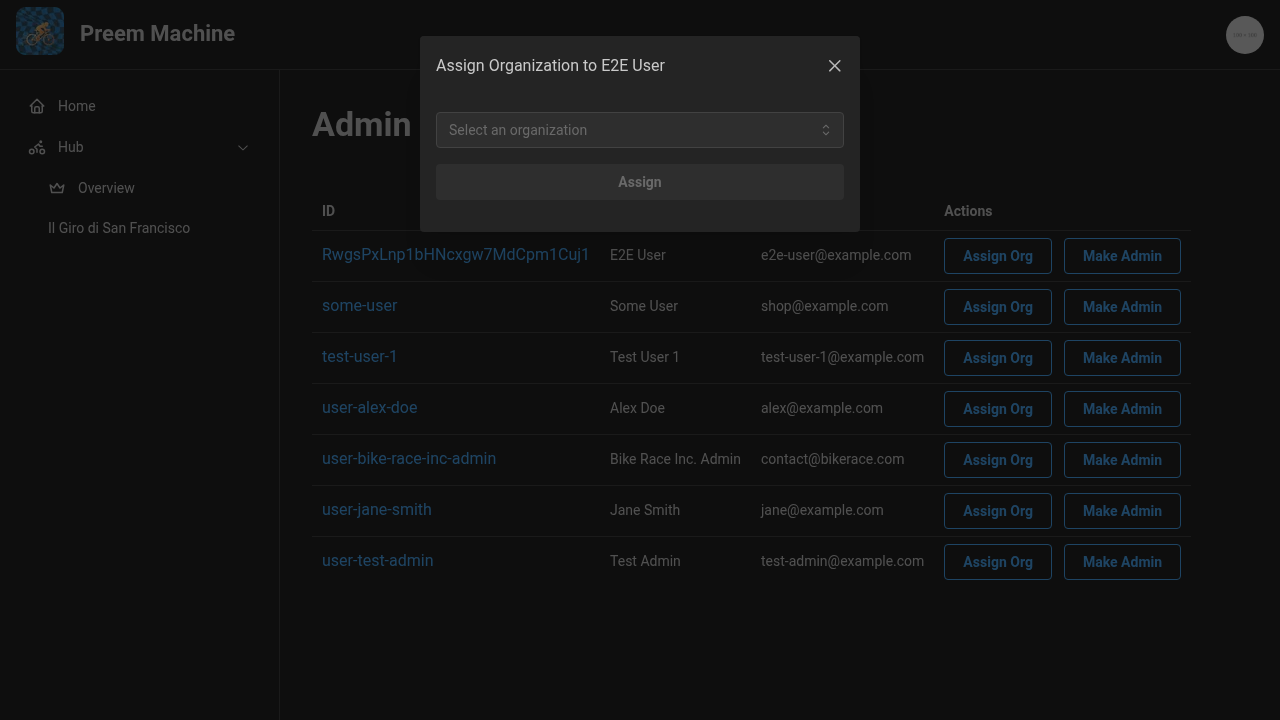 Preem Machine
Assign Organization to E2E User
Home
Admin
Select an organization
Hub
Assign
Overview
ID
Actions
Il Giro di San Francisco
RwgsPxLnp1bHNcxgw7MdCpm1Cuj1 E2E User e2e-user@example.com Assign Org Make Admin
some-user Some User shop@example.com Assign Org Make Admin
test-user-1 Test User 1 test-user-1@example.com Assign Org Make Admin
user-alex-doe Alex Doe alex@example.com Assign Org Make Admin
user-bike-race-inc-admin Bike Race Inc. Admin contact@bikerace.com Assign Org Make Admin
user-jane-smith Jane Smith jane@example.com Assign Org Make Admin
user-test-admin Test Admin test-admin@example.com Assign Org Make Admin